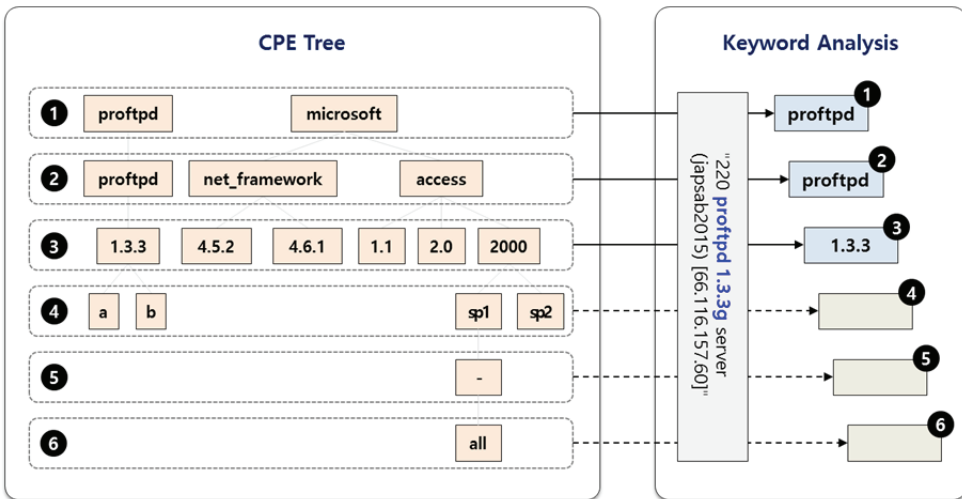 CPE Tree
Keyword Analysis
1 proftpd microsoft
1 proftpd
2 proftpd net_framework access
2 proftpd
3 1.3.3 4.5.2 4.6.1 1.1 2.0 2000
3 1.3.3
4 a b sp1 sp2
4
5 -
5
6 all
6
"220 proftpd 1.3.3g server
(japsab2015) [66.116.157.60]"